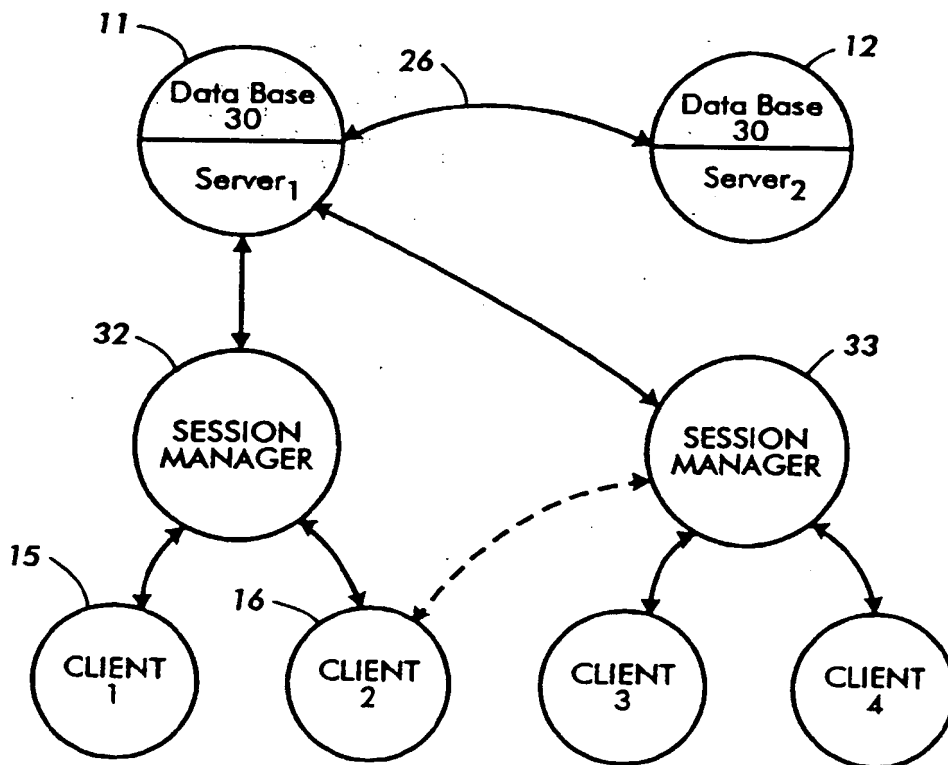 11
26
12
Data Base
30
Server1
Data Base
30
Server2
32
33
SESSION
MANAGER
SESSION
MANAGER
15
16
CLIENT
1
CLIENT
2
CLIENT
3
CLIENT
4